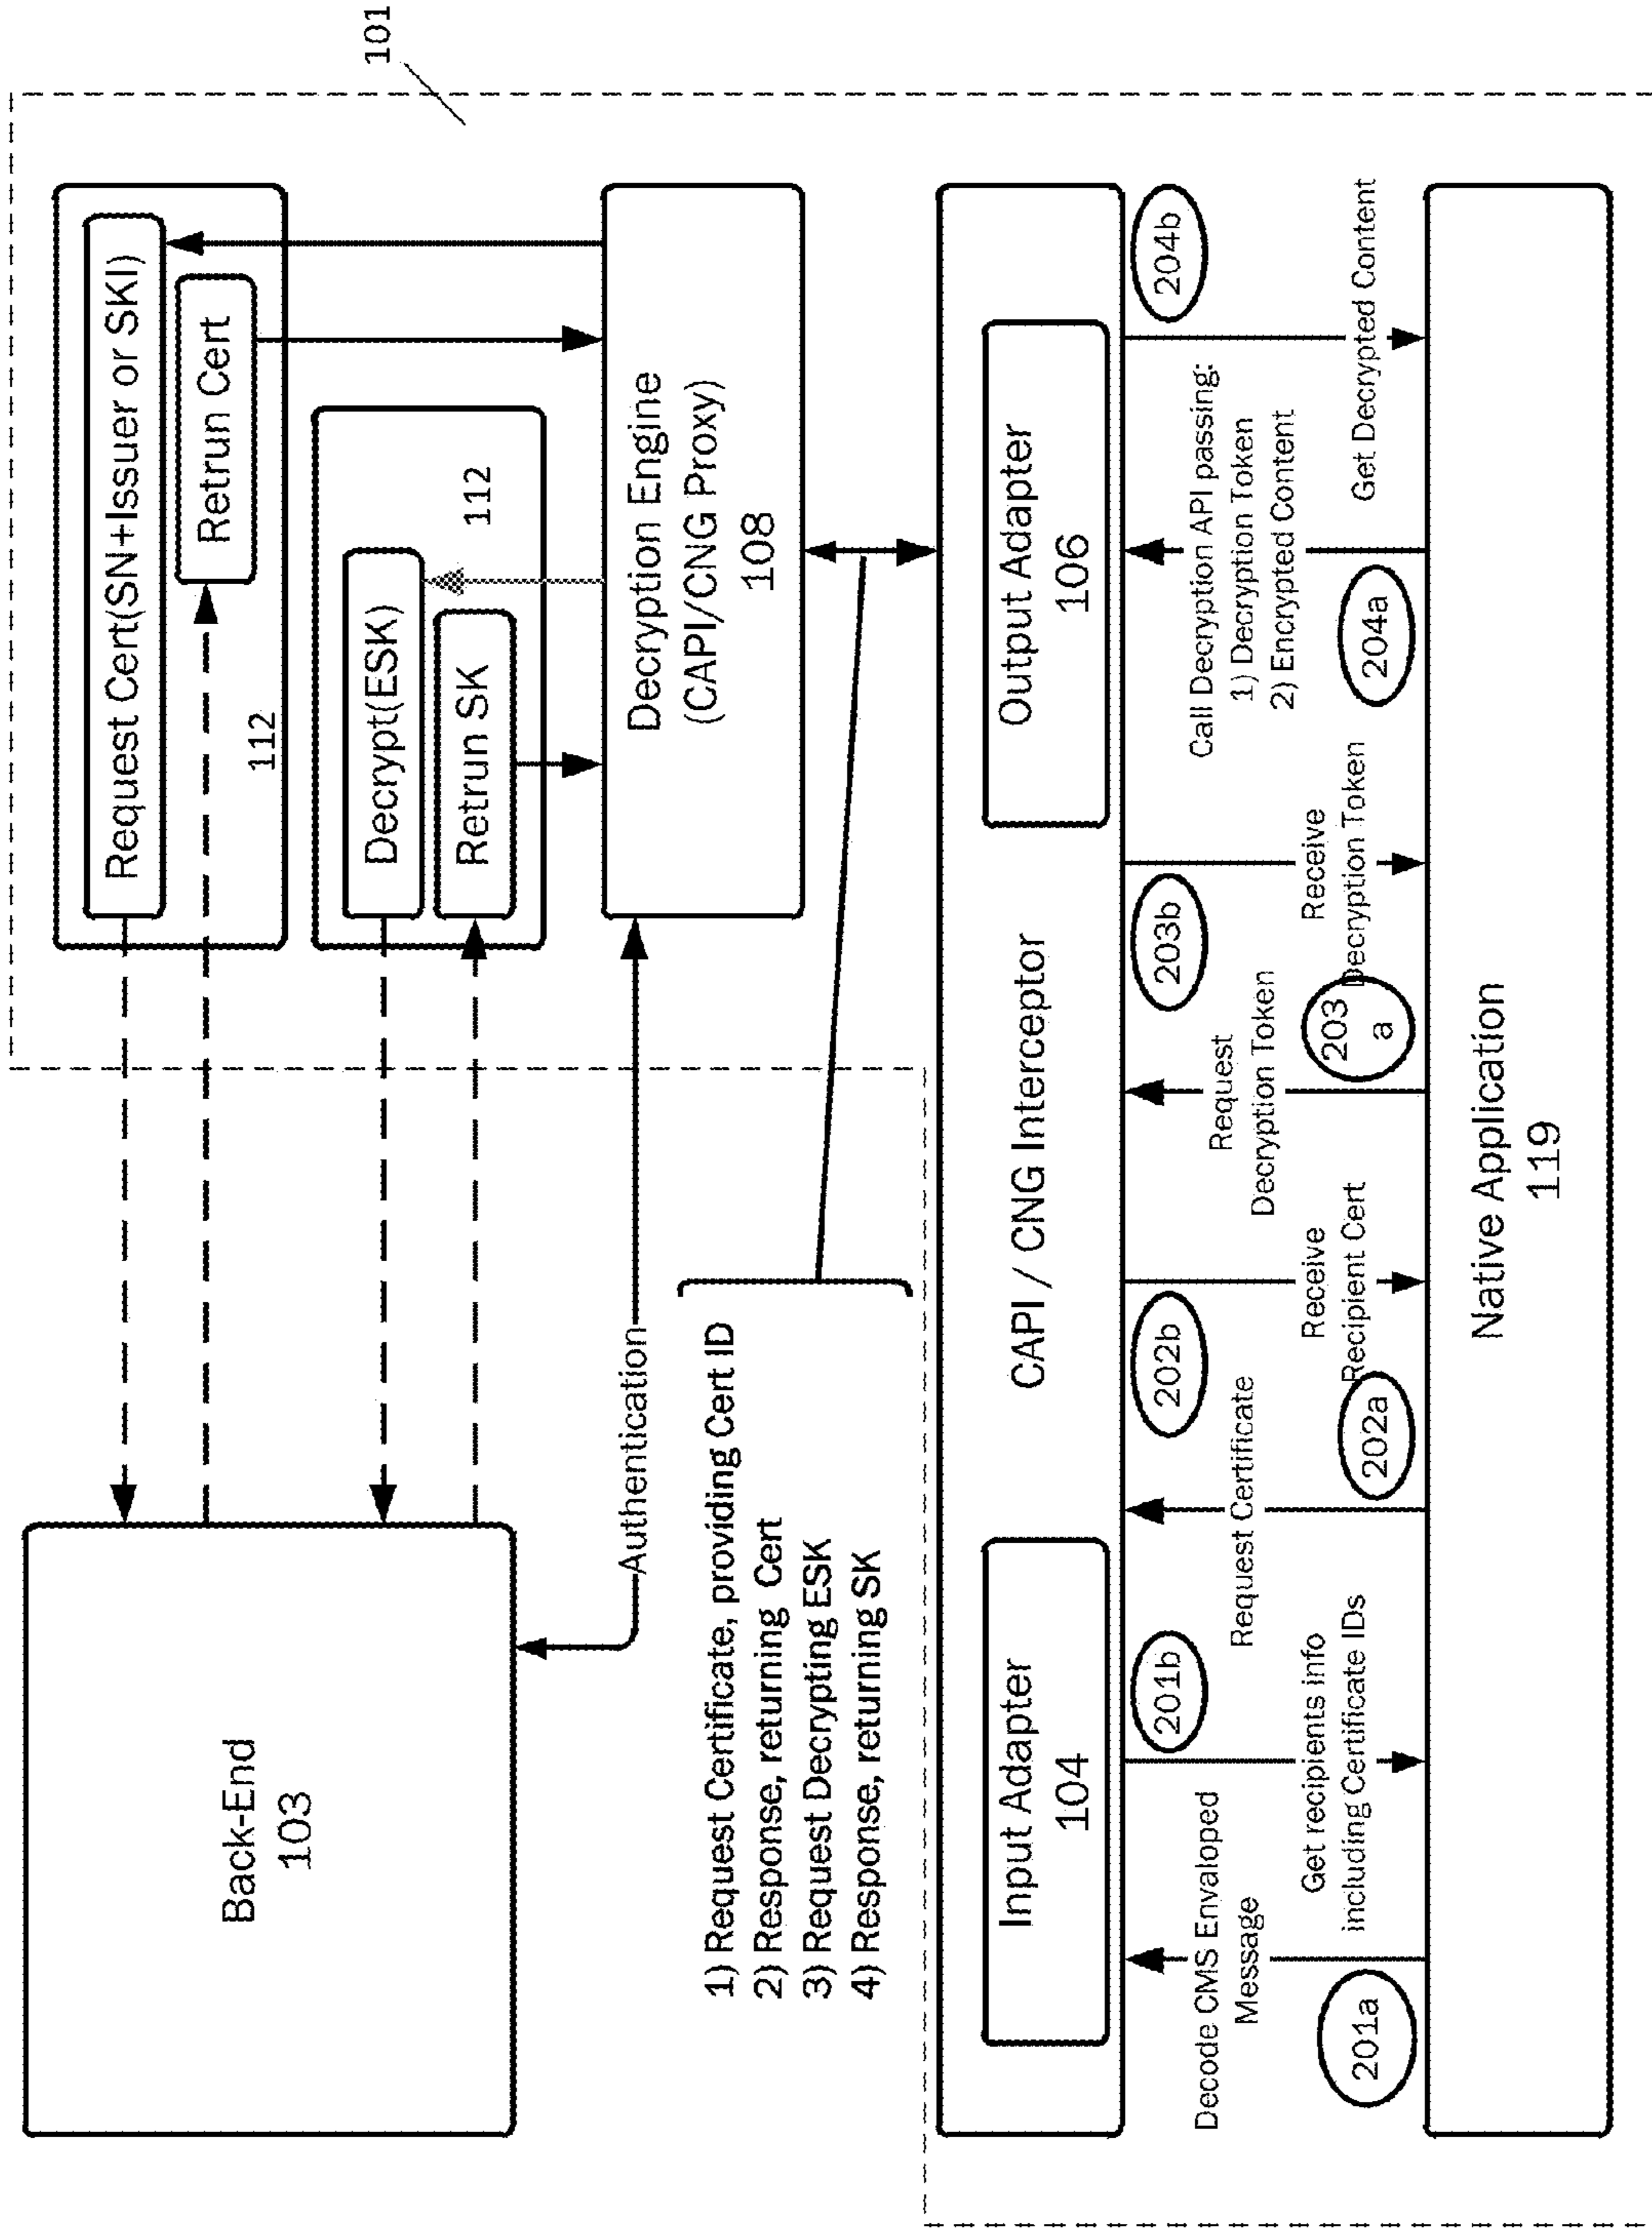 101
Back-End
103
Request Cert(SN+Issuer or SKI)
Retrun Cert
112
Decrypt(ESK)
Retrun SK
112
Authentication
Decryption Engine
(CAPI/CNG Proxy)
108
1) Request Certificate, providing Cert ID
2) Response, returning Cert
3) Request Decrypting ESK
4) Response, returning SK
Input Adapter
104
CAPI / CNG Interceptor
Output Adapter
106
Decode CMS Envaloped
Message
201a
201b
Get recipients info
including Certificate IDs
Request Certificate
202a
202b
Receive
Recipient Cert
Request
Decryption Token
203
a
203b
Receive
Decryption Token
Call Decryption API passing:
1) Decryption Token
2) Encrypted Content
204a
204b
Get Decrypted Content
Native Application
119